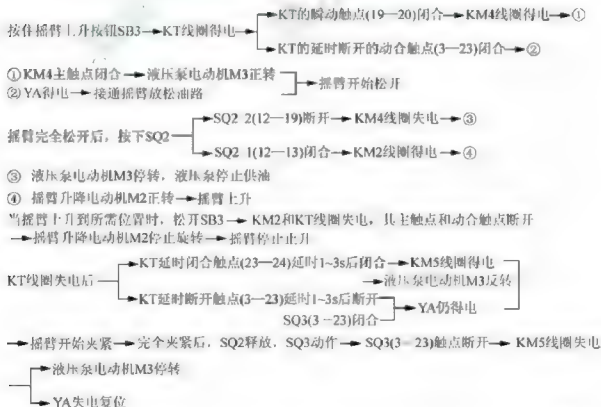 →KT的瞬动触点(19—20)闭合→KM4线圈得电→①
按住摇臂上升按钮SB3→KT线圈得电
→KT的延时断开的动合触点(3—23)闭合→②
①KM4主触点闭合→液压泵电动机M3正转
→摇臂开始松开
②YA得电→接通摇臂放松油路
→SQ2 2(12—19)断开→KM4线圈失电→③
摇臂完全松开后，按下SQ2
→SQ2 1(12—13)闭合→KM2线圈得电→④
③ 液压泵电动机M3停转，液压泵停止供油
④ 摇臂升降电动机M2正转→摇臂上升
当摇臂上升到所需位置时，松开SB3→KM2和KT线圈失电，其主触点和动合触点断开
→摇臂升降电动机M2停止旋转→摇臂停止上升
→KT延时闭合触点(23—24)延时1~3s后闭合→KM5线圈得电
KT线圈失电后
→液压泵电动机M3反转
→KT延时断开触点(3—23)延时1~3s后断开
→YA仍得电
SQ3(3—23)闭合
→摇臂开始夹紧→完全夹紧后，SQ2释放，SQ3动作→SQ3(3—23)触点断开→KM5线圈失电
→液压泵电动机M3停转
→YA失电复位